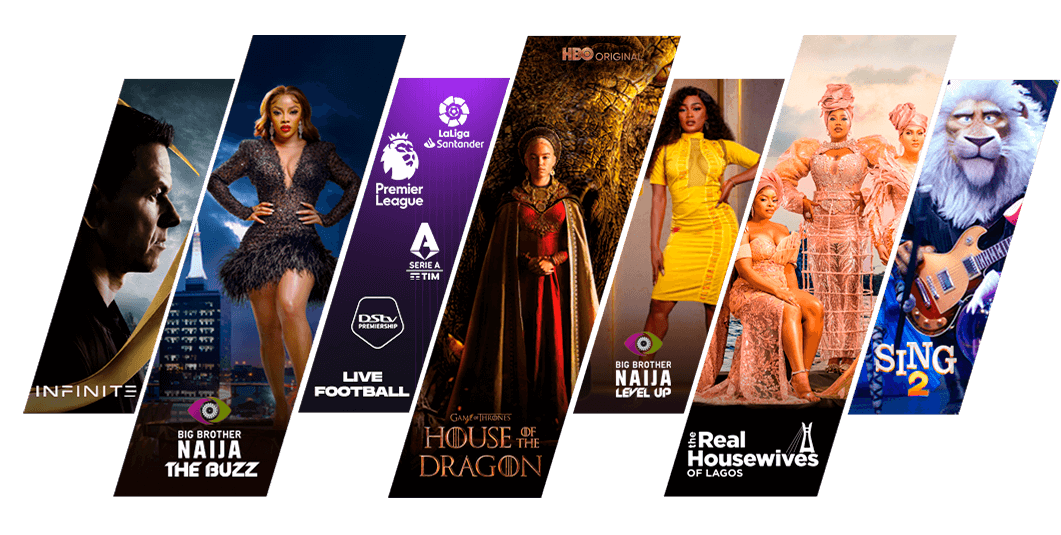 INFINITE
BIG BROTHER
NAIJA
THE BUZZ
LaLiga
Santander
Premier
League
SERIE A
TIM
DStv
PREMIERSHIP
LIVE
FOOTBALL
HBO ORIGINAL
GAME OF THRONES
HOUSE OF THE
DRAGON
BIG BROTHER
NAIJA
LEVEL UP
the Real
Housewives
OF LAGOS
SING
2